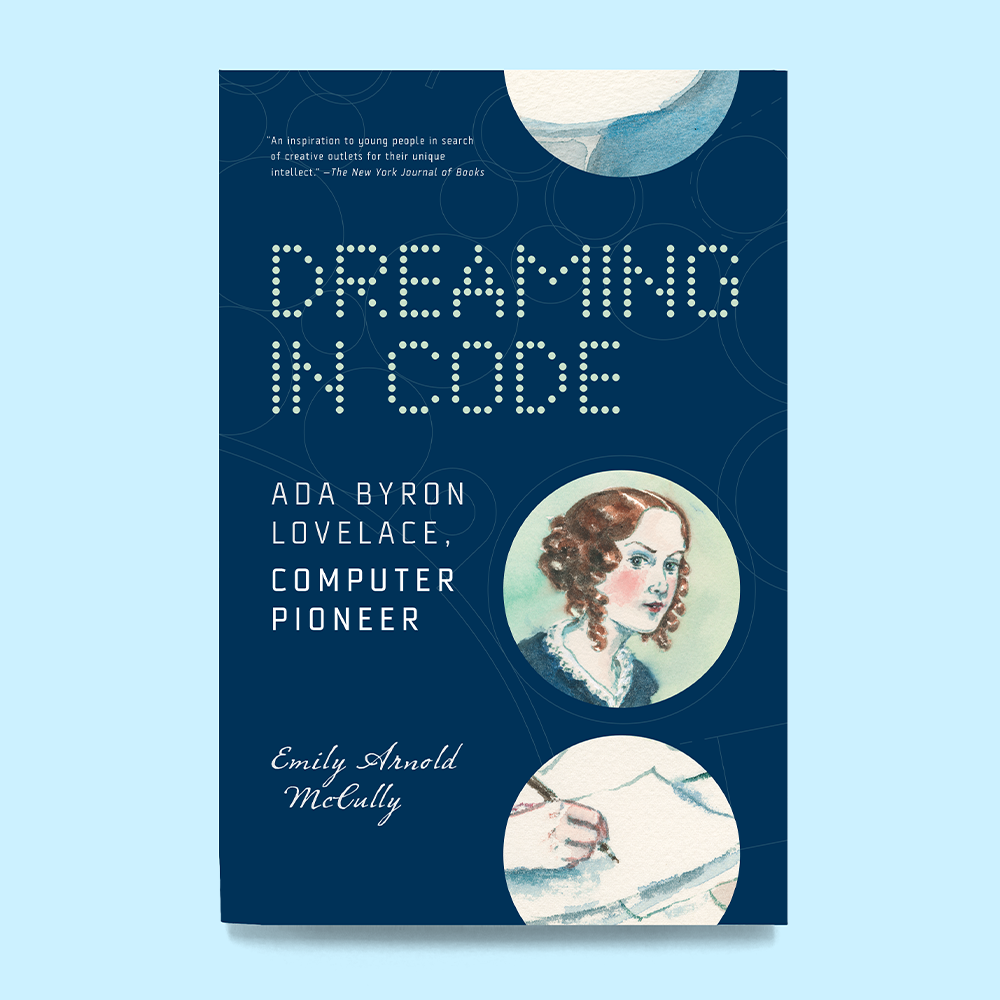 "An inspiration to young people in search
of creative outlets for their unique
intellect." —The New York Journal of Books
DREAMING
IN CODE
ADA BYRON
LOVELACE,
COMPUTER
PIONEER
Emily Arnold
McCully